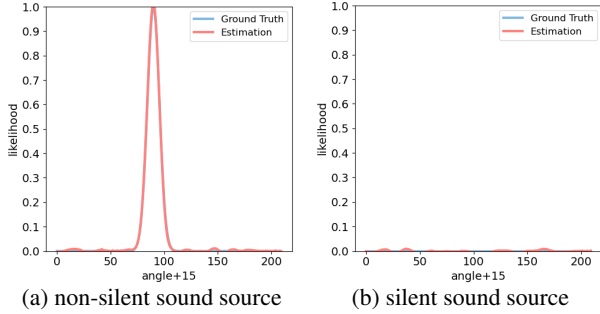 1.0
0.9
0.8
0.7
0.6
0.5
0.4
0.3
0.2
0.1
0.0
likelihood
0 50 100 150 200
angle+15
Ground Truth
Estimation
(a) non-silent sound source
1.0
0.9
0.8
0.7
0.6
0.5
0.4
0.3
0.2
0.1
0.0
likelihood
0 50 100 150 200
angle+15
Ground Truth
Estimation
(b) silent sound source